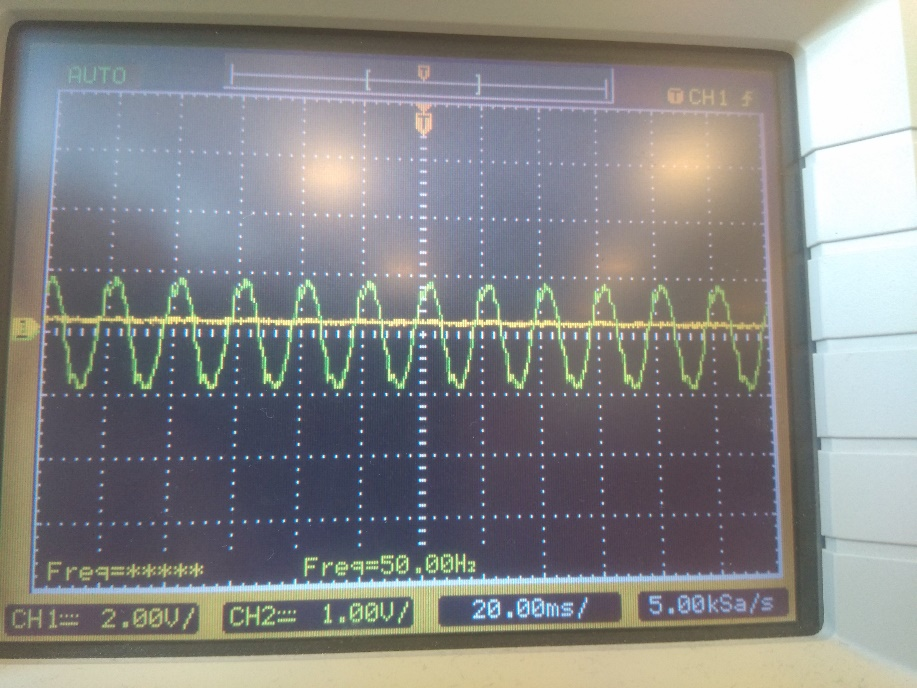 AUTO
T
T CH1
T
Freq=***** Freq=50.00Hz
CH1 2.00V/ CH2 1.00V/ 20.00ms/ 5.00kSa/s